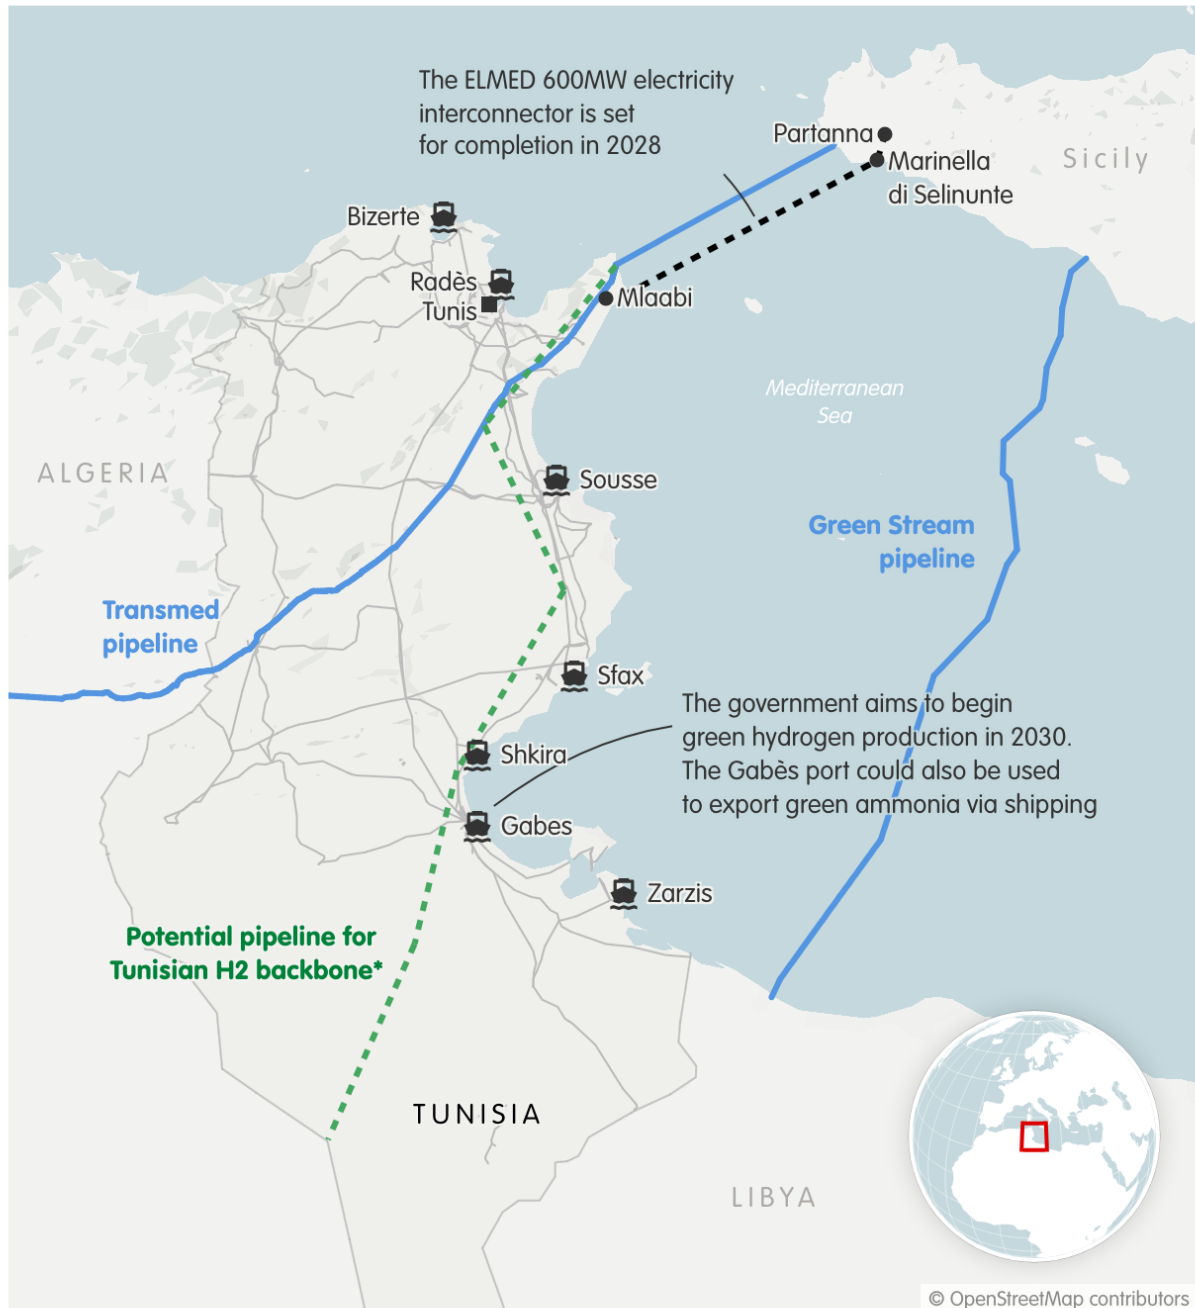 The ELMED 600MW electricity
interconnector is set
for completion in 2028
Partanna
Marinella
di Selinunte
Sicily
Bizerte
Radès
Tunis
Mlaabi
Mediterranean
Sea
ALGERIA
Sousse
Green Stream
pipeline
Transmed
pipeline
Sfax
The government aims to begin
green hydrogen production in 2030.
The Gabès port could also be used
to export green ammonia via shipping
Shkira
Gabes
Zarzis
Potential pipeline for
Tunisian H2 backbone*
TUNISIA
LIBYA
© OpenStreetMap contributors